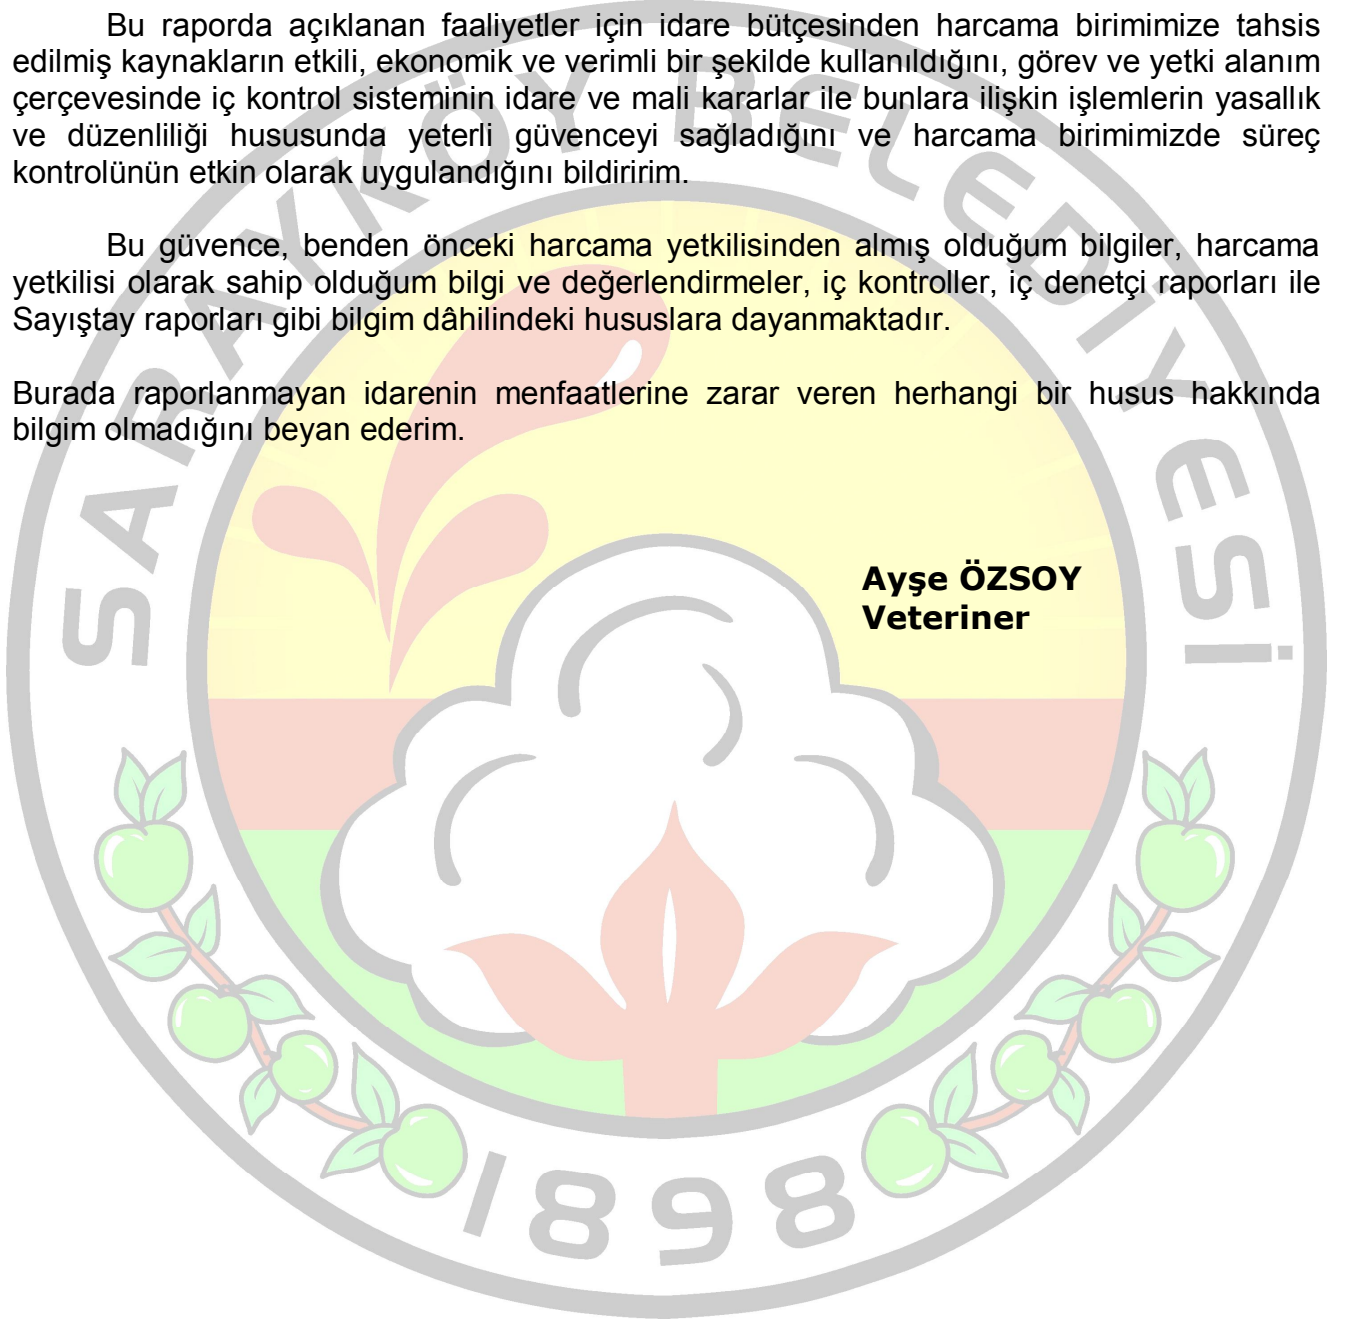 Bu raporda açıklanan faaliyetler için idare bütçesinden harcama birimimize tahsis
edilmiş kaynakların etkili, ekonomik ve verimli bir şekilde kullanıldığını, görev ve yetki alanım
çerçevesinde iç kontrol sisteminin idare ve mali kararlar ile bunlara ilişkin işlemlerin yasallık
ve düzenliliği hususunda yeterli güvenceyi sağladığını ve harcama birimimizde süreç
kontrolünün etkin olarak uygulandığını bildiririm.
Bu güvence, benden önceki harcama yetkilisinden almış olduğum bilgiler, harcama
yetkilisi olarak sahip olduğum bilgi ve değerlendirmeler, iç kontroller, iç denetçi raporları ile
Sayıştay raporları gibi bilgim dâhilindeki hususlara dayanmaktadır.
Burada raporlanmayan idarenin menfaatlerine zarar veren herhangi bir husus hakkında
bilgim olmadığını beyan ederim.
Ayşe ÖZSOY
Veteriner
SARAYKÖY BELEDİYESİ
1898